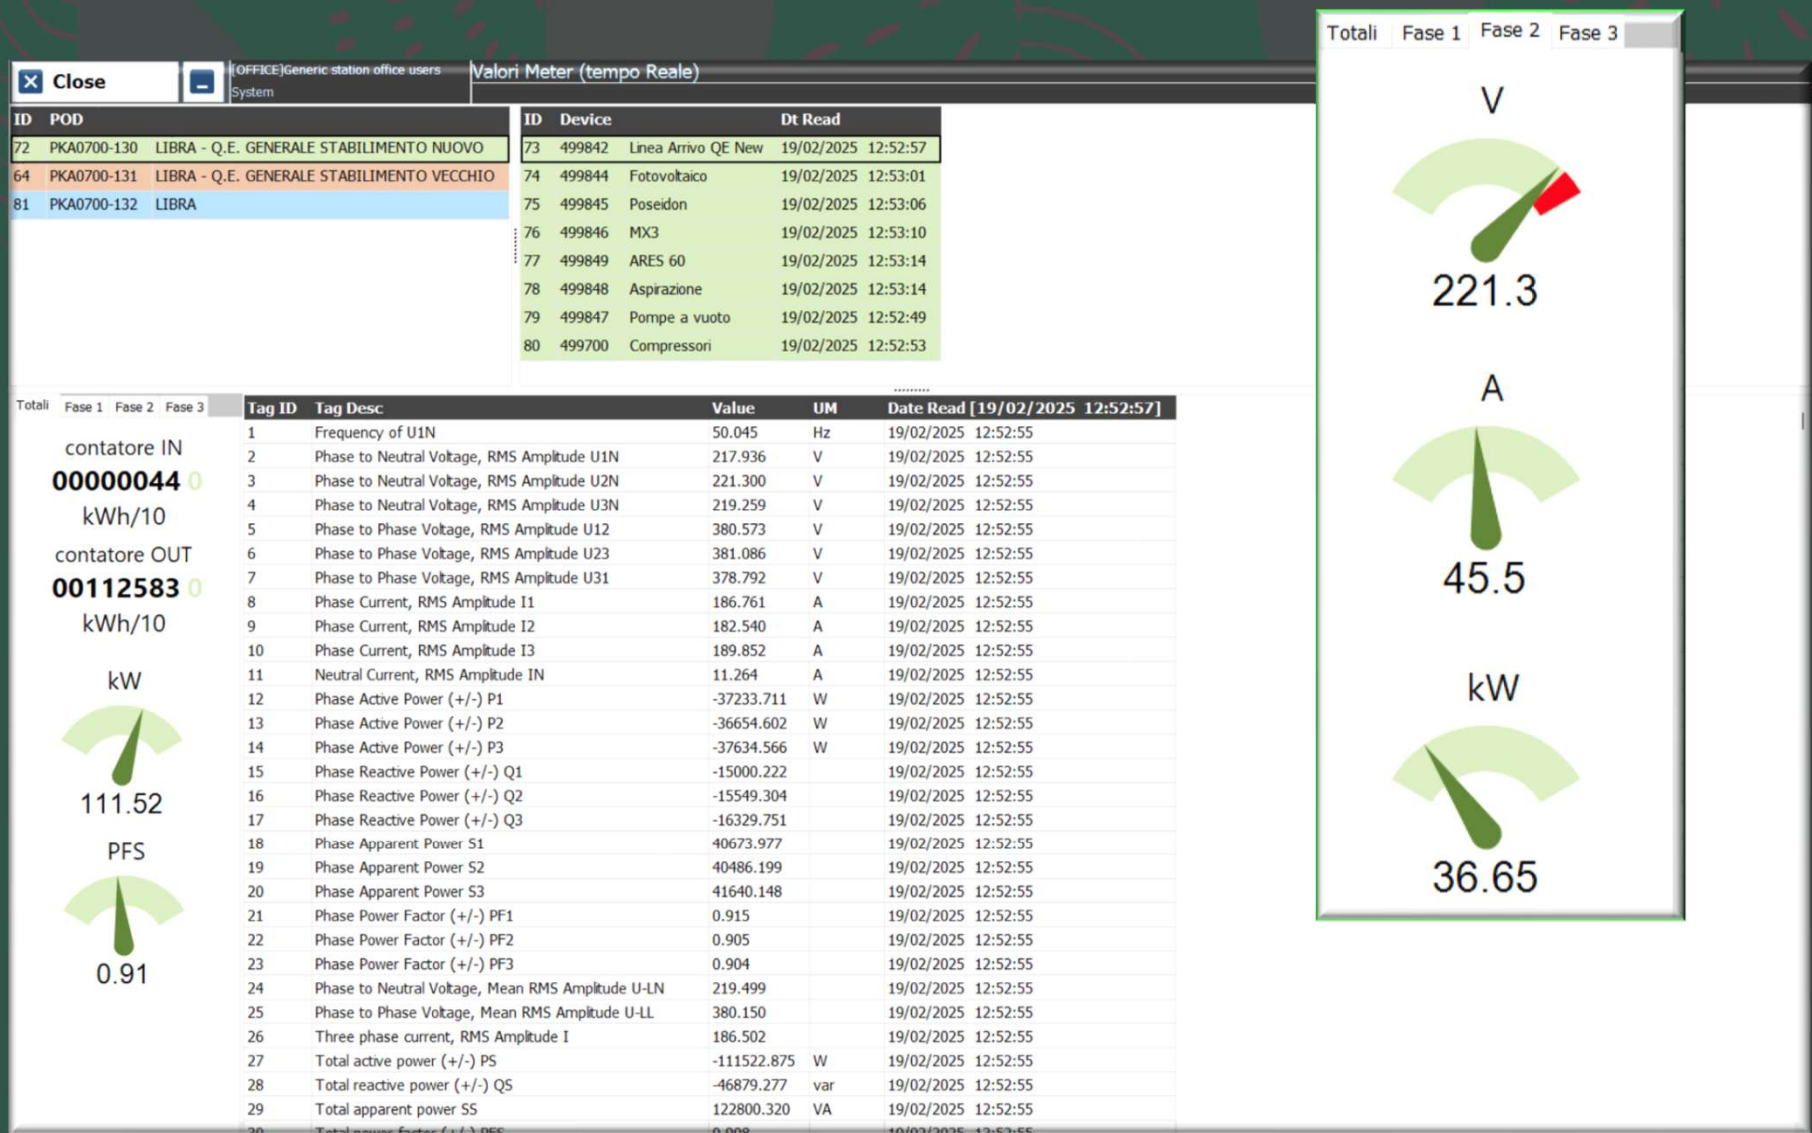 Close
[OFFICE]Generic station office users
System
Valori Meter (tempo Reale)
ID POD
72 PKA0700-130 LIBRA - Q.E. GENERALE STABILIMENTO NUOVO
64 PKA0700-131 LIBRA - Q.E. GENERALE STABILIMENTO VECCHIO
81 PKA0700-132 LIBRA
ID Device Dt Read
73 499842 Linea Arrivo QE New 19/02/2025 12:52:57
74 499844 Fotovoltaico 19/02/2025 12:53:01
75 499845 Poseidon 19/02/2025 12:53:06
76 499846 MX3 19/02/2025 12:53:10
77 499849 ARES 60 19/02/2025 12:53:14
78 499848 Aspirazione 19/02/2025 12:53:14
79 499847 Pompe a vuoto 19/02/2025 12:52:49
80 499700 Compressori 19/02/2025 12:52:53
Totali Fase 1 Fase 2 Fase 3
contatore IN
00000044 0
kWh/10
contatore OUT
00112583 0
kWh/10
kW
111.52
PFS
0.91
Tag ID Tag Desc Value UM Date Read [19/02/2025 12:52:57]
1 Frequency of U1N 50.045 Hz 19/02/2025 12:52:55
2 Phase to Neutral Voltage, RMS Amplitude U1N 217.936 V 19/02/2025 12:52:55
3 Phase to Neutral Voltage, RMS Amplitude U2N 221.300 V 19/02/2025 12:52:55
4 Phase to Neutral Voltage, RMS Amplitude U3N 219.259 V 19/02/2025 12:52:55
5 Phase to Phase Voltage, RMS Amplitude U12 380.573 V 19/02/2025 12:52:55
6 Phase to Phase Voltage, RMS Amplitude U23 381.086 V 19/02/2025 12:52:55
7 Phase to Phase Voltage, RMS Amplitude U31 378.792 V 19/02/2025 12:52:55
8 Phase Current, RMS Amplitude I1 186.761 A 19/02/2025 12:52:55
9 Phase Current, RMS Amplitude I2 182.540 A 19/02/2025 12:52:55
10 Phase Current, RMS Amplitude I3 189.852 A 19/02/2025 12:52:55
11 Neutral Current, RMS Amplitude IN 11.264 A 19/02/2025 12:52:55
12 Phase Active Power (+/-) P1 -37233.711 W 19/02/2025 12:52:55
13 Phase Active Power (+/-) P2 -36654.602 W 19/02/2025 12:52:55
14 Phase Active Power (+/-) P3 -37634.566 W 19/02/2025 12:52:55
15 Phase Reactive Power (+/-) Q1 -15000.222 19/02/2025 12:52:55
16 Phase Reactive Power (+/-) Q2 -15549.304 19/02/2025 12:52:55
17 Phase Reactive Power (+/-) Q3 -16329.751 19/02/2025 12:52:55
18 Phase Apparent Power S1 40673.977 19/02/2025 12:52:55
19 Phase Apparent Power S2 40486.199 19/02/2025 12:52:55
20 Phase Apparent Power S3 41640.148 19/02/2025 12:52:55
21 Phase Power Factor (+/-) PF1 0.915 19/02/2025 12:52:55
22 Phase Power Factor (+/-) PF2 0.905 19/02/2025 12:52:55
23 Phase Power Factor (+/-) PF3 0.904 19/02/2025 12:52:55
24 Phase to Neutral Voltage, Mean RMS Amplitude U-LN 219.499 19/02/2025 12:52:55
25 Phase to Phase Voltage, Mean RMS Amplitude U-LL 380.150 19/02/2025 12:52:55
26 Three phase current, RMS Amplitude I 186.502 19/02/2025 12:52:55
27 Total active power (+/-) PS -111522.875 W 19/02/2025 12:52:55
28 Total reactive power (+/-) QS -46879.277 var 19/02/2025 12:52:55
29 Total apparent power SS 122800.320 VA 19/02/2025 12:52:55
Totali Fase 1 Fase 2 Fase 3
V
221.3
A
45.5
kW
36.65